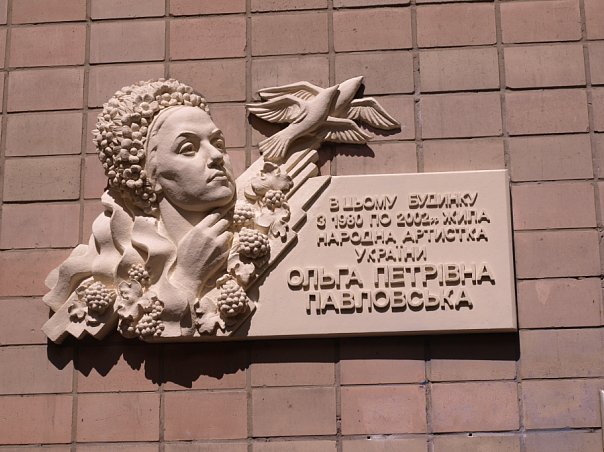 В ЦЬОМУ БУДИНКУ
З 1980 ПО 2002р. ЖИЛА
НАРОДНА АРТИСТКА
УКРАЇНИ
ОЛЬГА ПЕТРІВНА
ПАВЛОВСЬКА